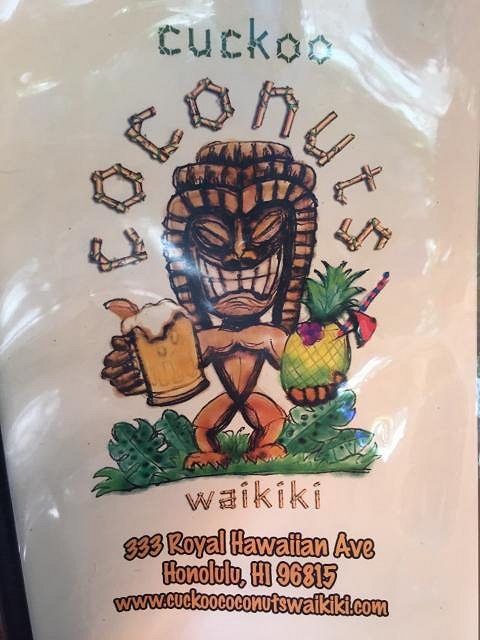 cuckoo
coconuts
waikiki
333 Royal Hawaiian Ave
Honolulu, HI 96815
www.cuckoococonutswaikiki.com